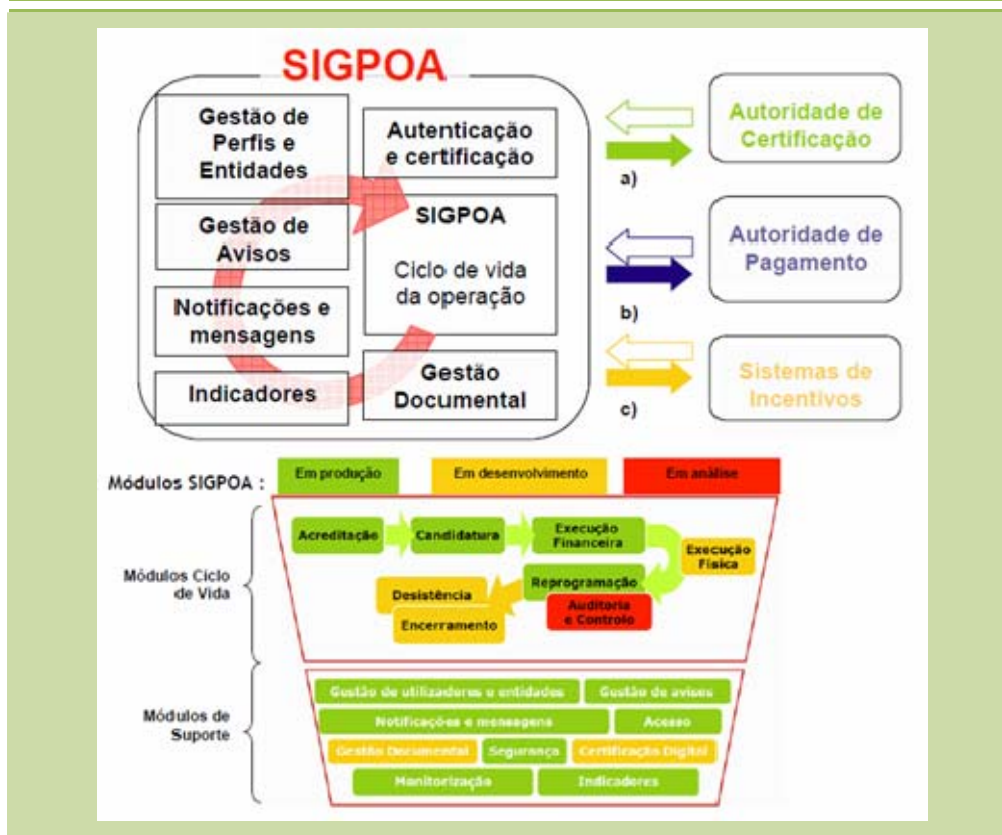 SIGPOA
Gestão de
Perfis e
Entidades
Autenticação
e certificação
Gestão de
Avisos
SIGPOA
Ciclo de vida
da operação
Notificações e
mensagens
Indicadores
Gestão
Documental
a)
Autoridade de
Certificação
b)
Autoridade de
Pagamento
c)
Sistemas de
Incentivos
Módulos SIGPOA :
Em produção
Em desenvolvimento
Em análise
Módulos Ciclo
de Vida
Acreditação
Candidatura
Execução
Financeira
Execução
Física
Reprogramação
Auditoria
e Controlo
Desistência
Encerramento
Módulos de
Suporte
Gestão de utilizadores e entidades
Gestão de avisos
Notificações e mensagens
Acesso
Gestão Documental
Segurança
Certificação Digital
Monitorização
Indicadores